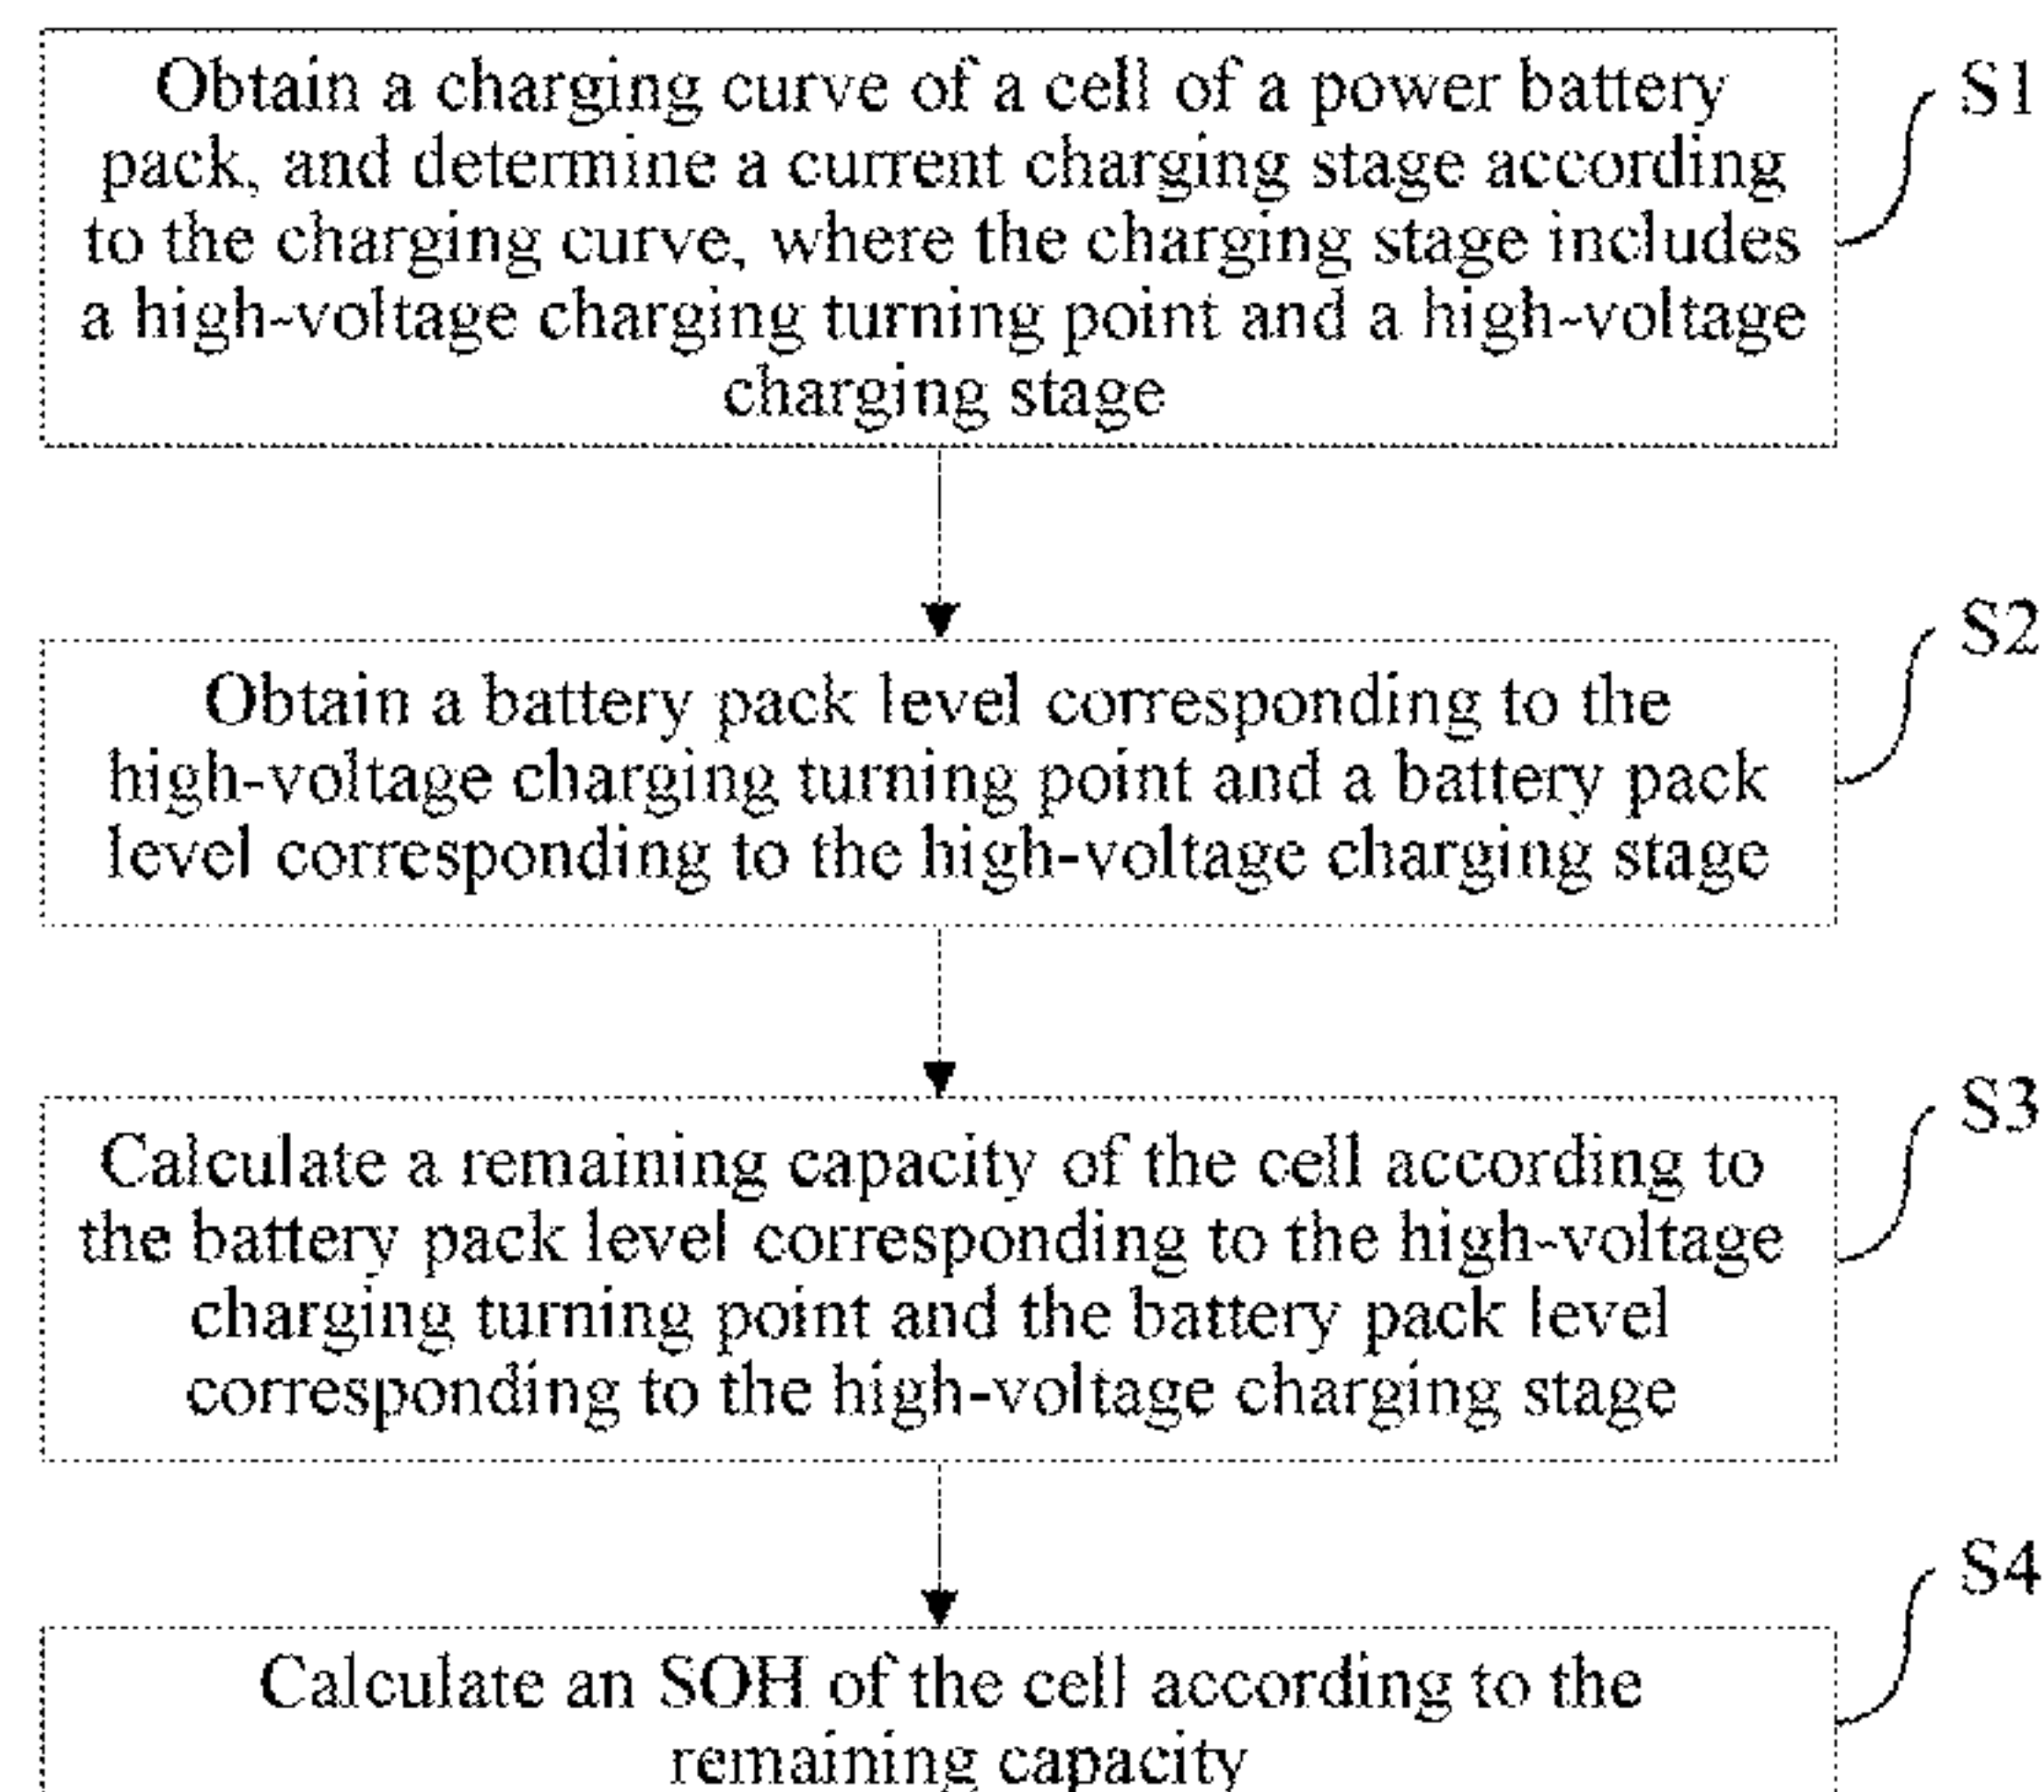 Obtain a charging curve of a cell of a power battery
pack, and determine a current charging stage according
to the charging curve, where the charging stage includes
a high-voltage charging turning point and a high-voltage
charging stage
S1
Obtain a battery pack level corresponding to the
high-voltage charging turning point and a battery pack
level corresponding to the high-voltage charging stage
S2
Calculate a remaining capacity of the cell according to
the battery pack level corresponding to the high-voltage
charging turning point and the battery pack level
corresponding to the high-voltage charging stage
S3
Calculate an SOH of the cell according to the
remaining capacity
S4